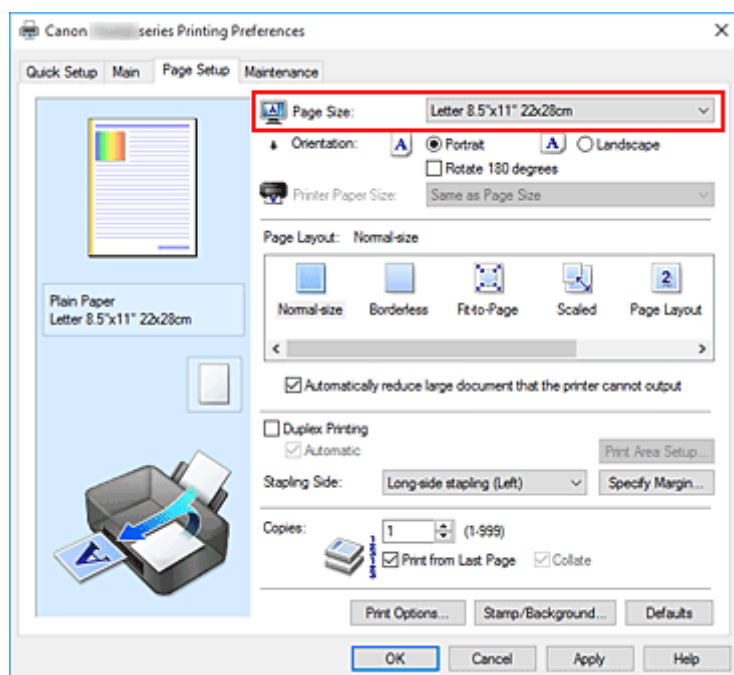 Canon series Printing Preferences
Quick Setup Main Page Setup Maintenance
Page Size: Letter 8.5"x11" 22x28cm
Orientation: A Portrait A Landscape
Rotate 180 degrees
Printer Paper Size: Same as Page Size
Page Layout: Normal-size
2
Normal-size Borderless Fit-to-Page Scaled Page Layout
Plain Paper
Letter 8.5"x11" 22x28cm
Automatically reduce large document that the printer cannot output
Duplex Printing
Automatic Print Area Setup...
Stapling Side: Long-side stapling (Left) Specify Margin...
Copies: 1 (1-999)
Print from Last Page Collate
A
Print Options... Stamp/Background... Defaults
OK Cancel Apply Help